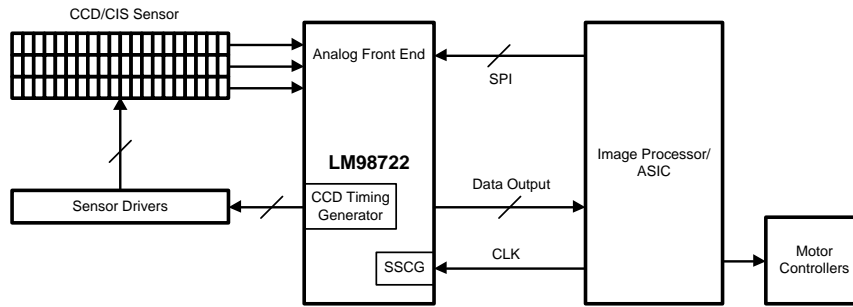 CCD/CIS Sensor
Analog Front End
SPI
LM98722
Image Processor/
ASIC
Sensor Drivers
CCD Timing
Generator
Data Output
SSCG
CLK
Motor
Controllers